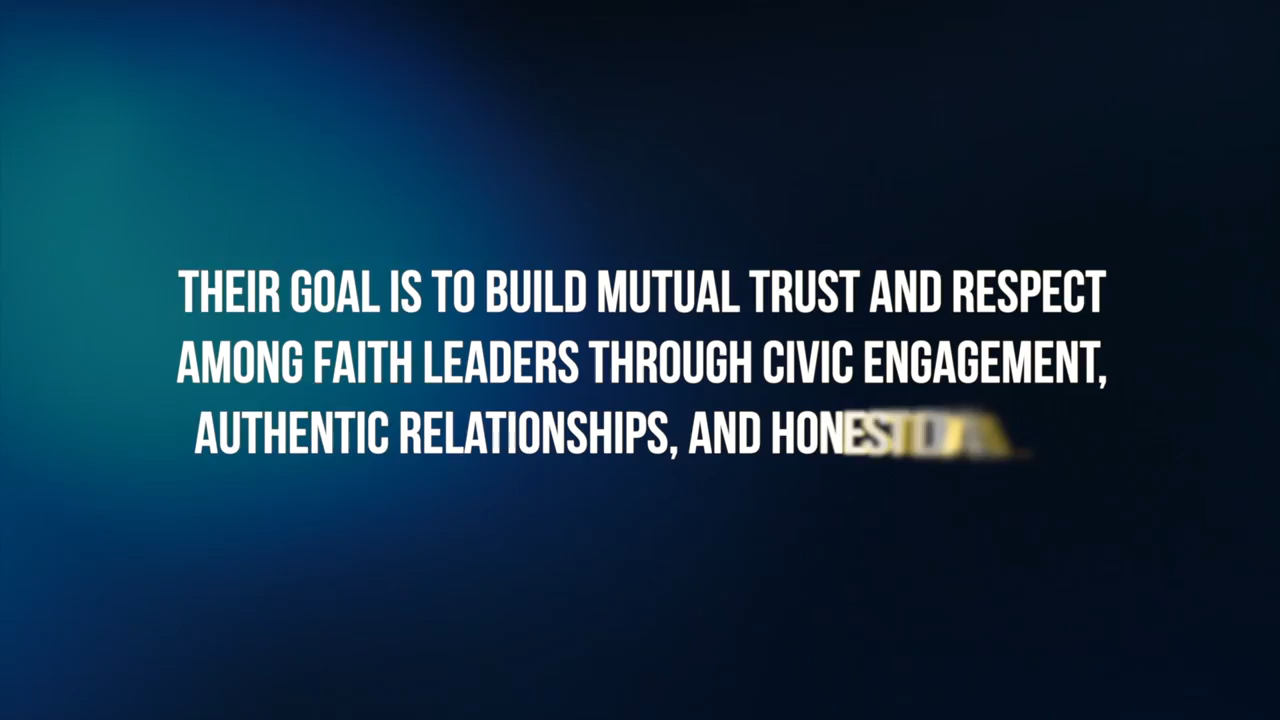 THEIR GOAL IS TO BUILD MUTUAL TRUST AND RESPECT
AMONG FAITH LEADERS THROUGH CIVIC ENGAGEMENT,
AUTHENTIC RELATIONSHIPS, AND HONEST